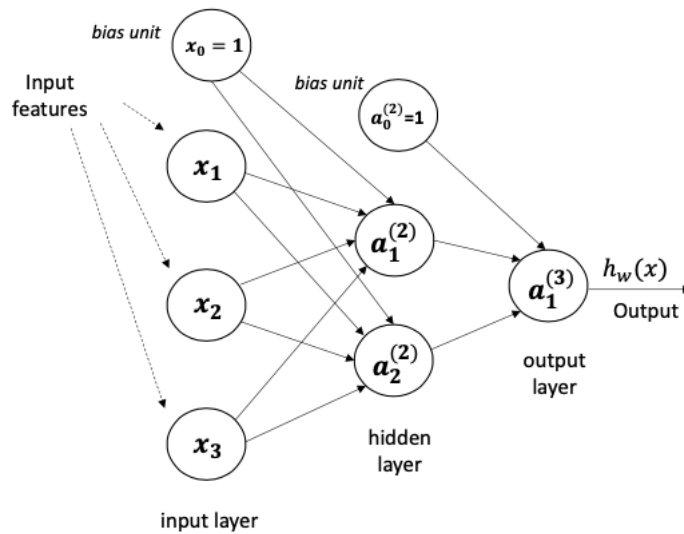 bias unit
x₀ = 1
Input
features
bias unit
a₀⁽²⁾=1
x₁
a₁⁽²⁾
h_w(x)
a₁⁽³⁾
Output
x₂
a₂⁽²⁾
output
layer
x₃
hidden
layer
input layer